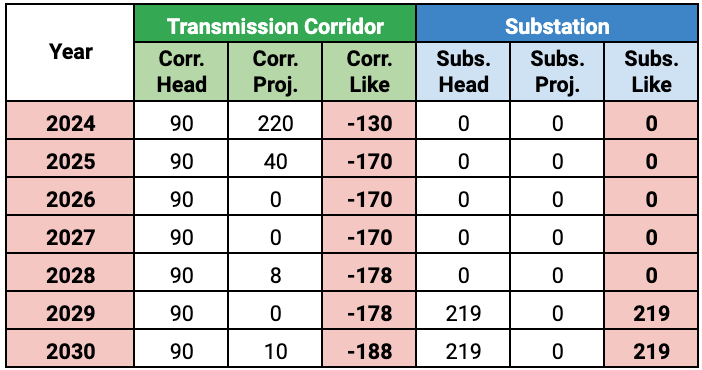 Year Transmission Corridor Substation
Corr. Head Corr. Proj. Corr. Like Subs. Head Subs. Proj. Subs. Like
2024 90 220 -130 0 0 0
2025 90 40 -170 0 0 0
2026 90 0 -170 0 0 0
2027 90 0 -170 0 0 0
2028 90 8 -178 0 0 0
2029 90 0 -178 219 0 219
2030 90 10 -188 219 0 219